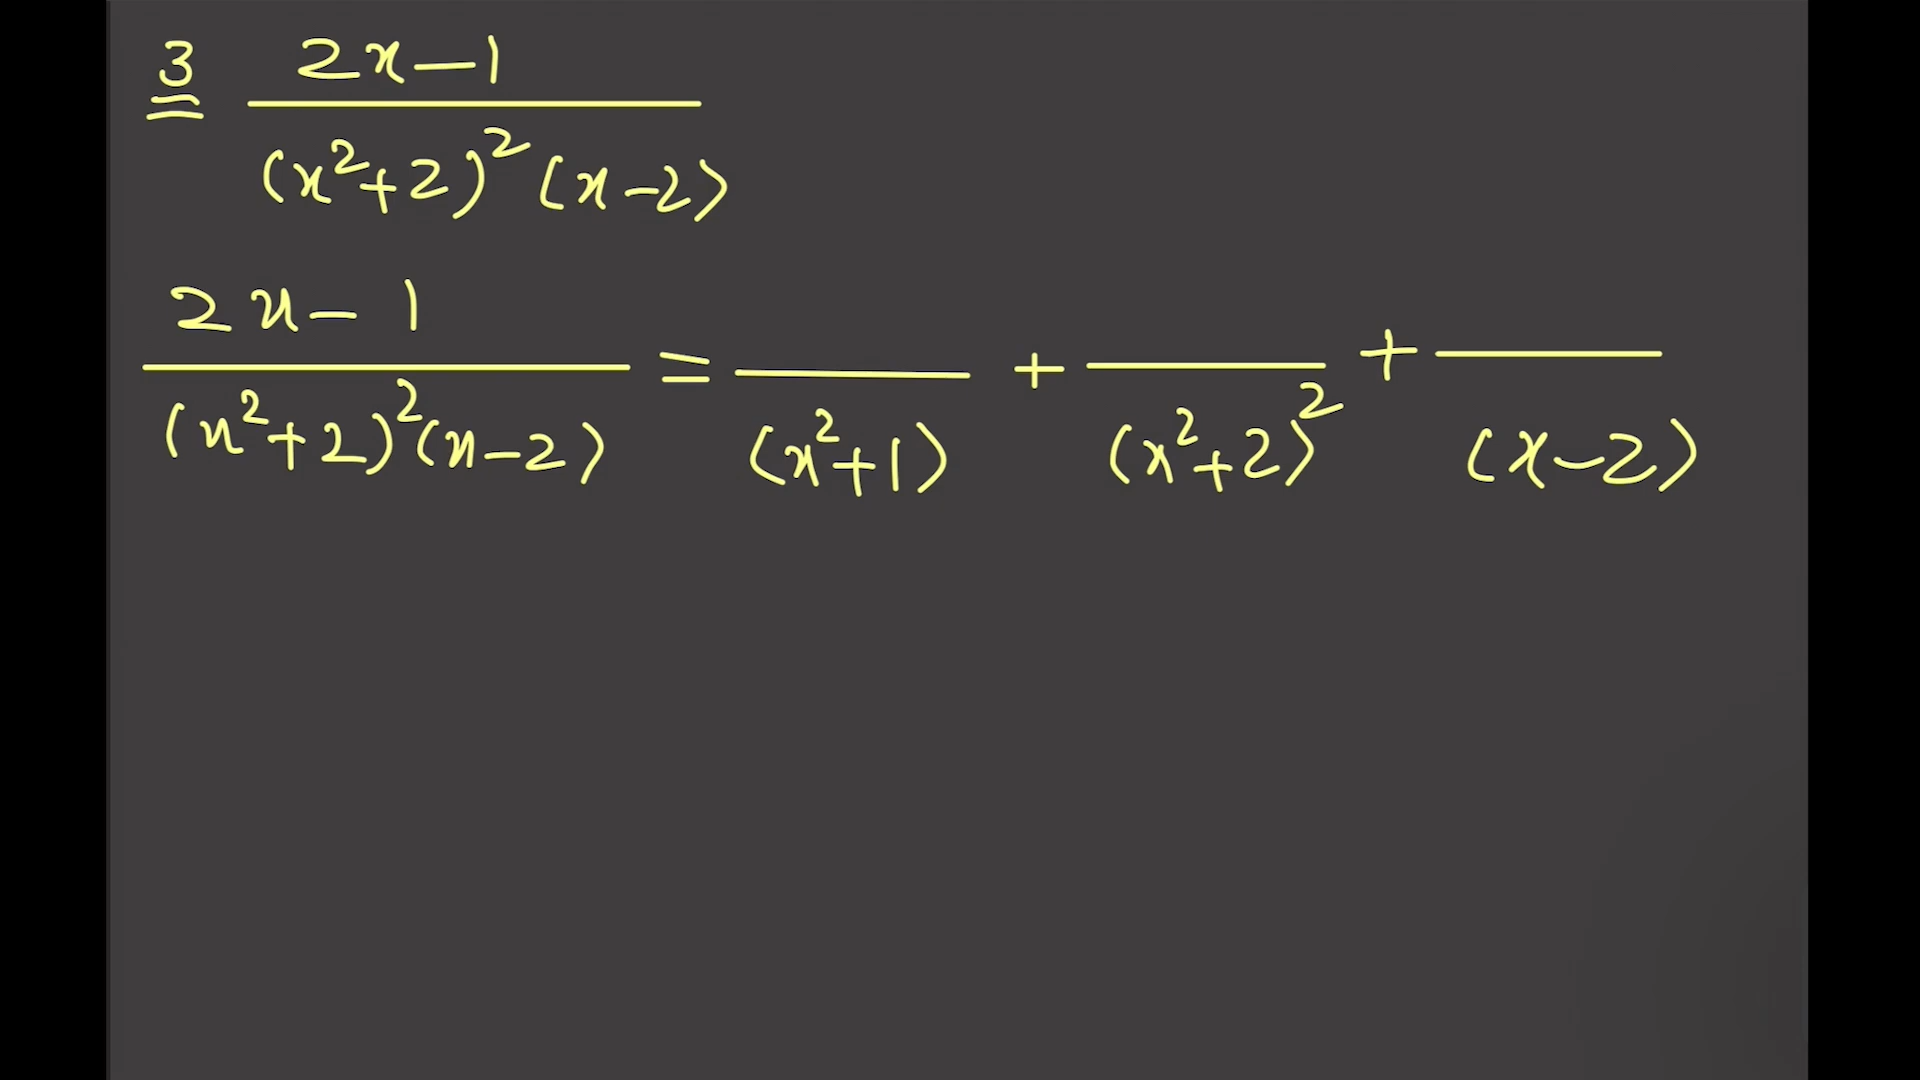 3 (2x-1)/((x²+2)²(x-2))
(2x-1)/((x²+2)²(x-2)) = ——/(x²+1) + ——/(x²+2)² + ——/(x-2)